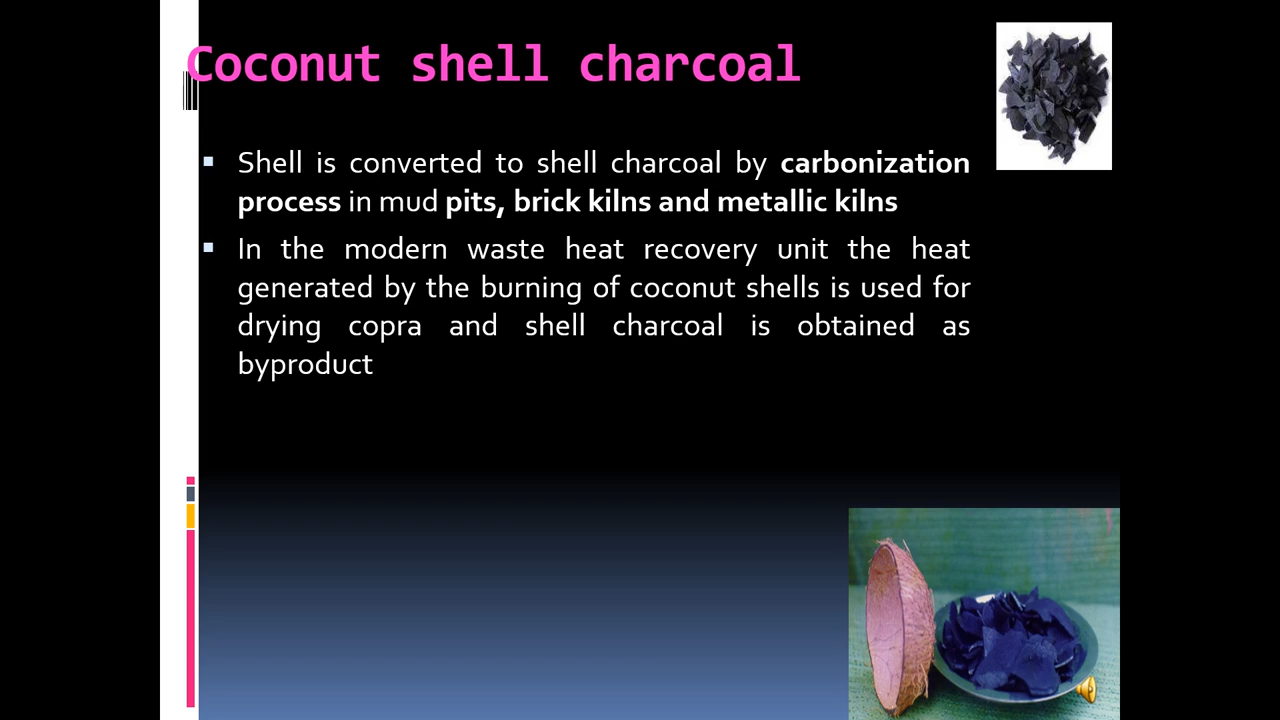 Coconut shell charcoal
Shell is converted to shell charcoal by carbonization
process in mud pits, brick kilns and metallic kilns
In the modern waste heat recovery unit the heat
generated by the burning of coconut shells is used for
drying copra and shell charcoal is obtained as
byproduct